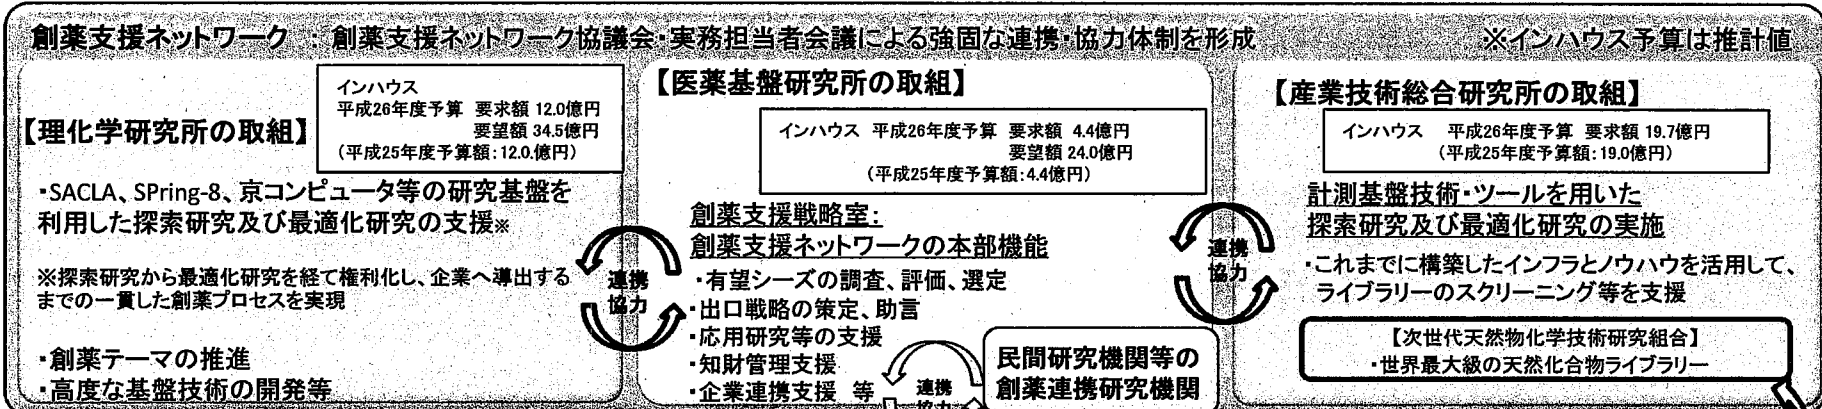 創薬支援ネットワーク : 創薬支援ネットワーク協議会・実務担当者会議による強固な連携・協力体制を形成
※インハウス予算は推計値
【理化学研究所の取組】
インハウス
平成26年度予算 要求額 12.0億円
要望額 34.5億円
(平成25年度予算額:12.0.億円)
・SACLA、SPring-8、京コンピュータ等の研究基盤を
利用した探索研究及び最適化研究の支援※
※探索研究から最適化研究を経て権利化し、企業へ導出する
までの一貫した創薬プロセスを実現
・創薬テーマの推進
・高度な基盤技術の開発等
連携
協力
【医薬基盤研究所の取組】
インハウス 平成26年度予算 要求額 4.4億円
要望額 24.0億円
(平成25年度予算額:4.4億円)
創薬支援戦略室:
創薬支援ネットワークの本部機能
・有望シーズの調査、評価、選定
・出口戦略の策定、助言
・応用研究等の支援
・知財管理支援
・企業連携支援 等
連携
協力
民間研究機関等の
創薬連携研究機関
連携
協力
【産業技術総合研究所の取組】
インハウス 平成26年度予算 要求額 19.7億円
(平成25年度予算額:19.0億円)
計測基盤技術・ツールを用いた
探索研究及び最適化研究の実施
・これまでに構築したインフラとノウハウを活用して、
ライブラリーのスクリーニング等を支援
【次世代天然物化学技術研究組合】
・世界最大級の天然化合物ライブラリー